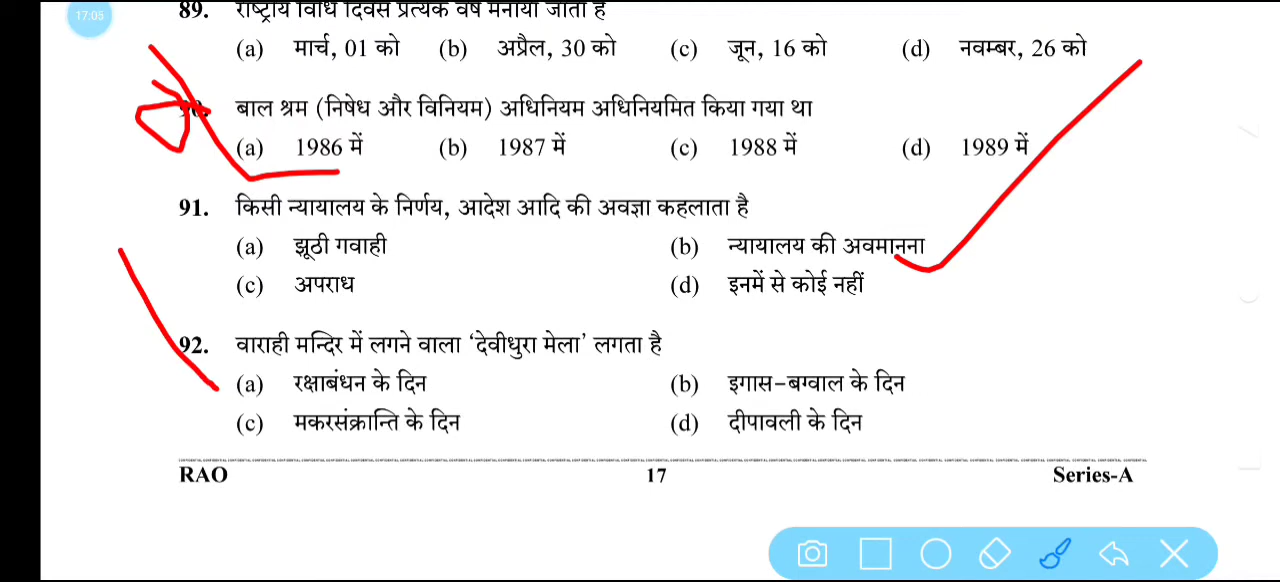 17:05
89. राष्ट्रीय विधि दिवस प्रत्येक वर्ष मनाया जाता है
(a) मार्च, 01 को (b) अप्रैल, 30 को (c) जून, 16 को (d) नवम्बर, 26 को
90. बाल श्रम (निषेध और विनियम) अधिनियम अधिनियमित किया गया था
(a) 1986 में (b) 1987 में (c) 1988 में (d) 1989 में
91. किसी न्यायालय के निर्णय, आदेश आदि की अवज्ञा कहलाता है
(a) झूठी गवाही (b) न्यायालय की अवमानना
(c) अपराध (d) इनमें से कोई नहीं
92. वाराही मन्दिर में लगने वाला ‘देवीधुरा मेला’ लगता है
(a) रक्षाबंधन के दिन (b) इगास-बग्वाल के दिन
(c) मकरसंक्रान्ति के दिन (d) दीपावली के दिन
RAO 17 Series-A